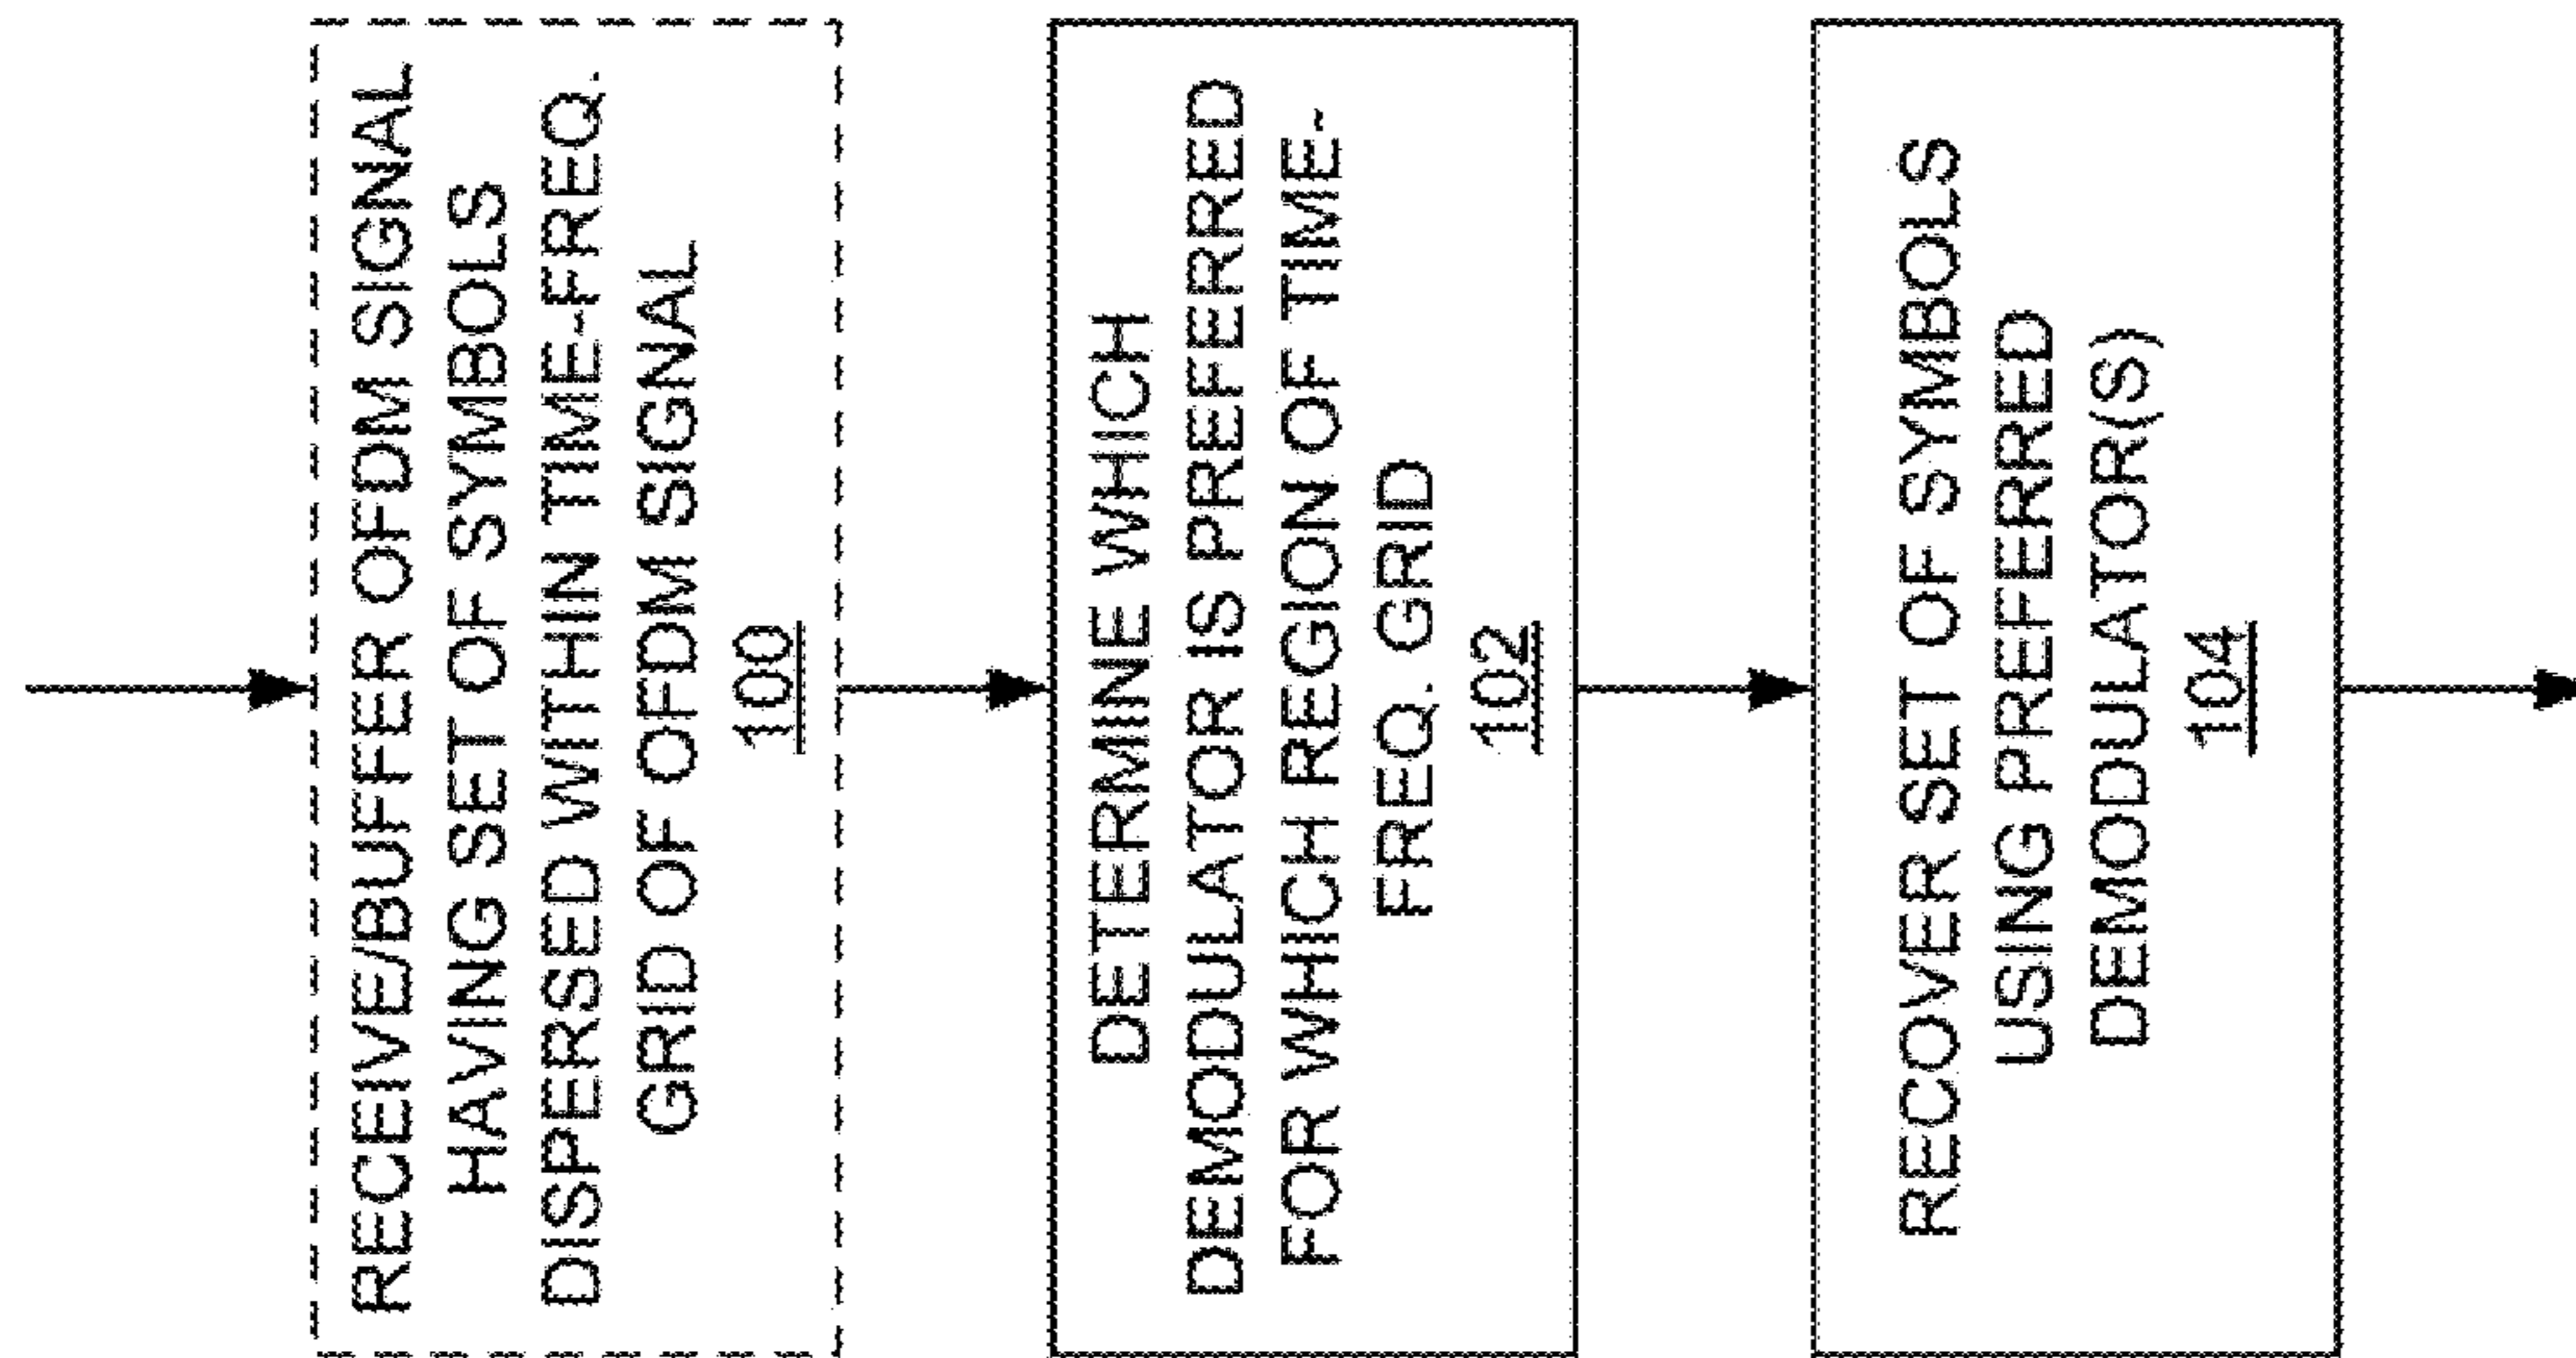 RECEIVE/BUFFER OFDM SIGNAL
HAVING SET OF SYMBOLS
DISPERSED WITHIN TIME-FREQ.
GRID OF OFDM SIGNAL
100
DETERMINE WHICH
DEMODULATOR IS PREFERRED
FOR WHICH REGION OF TIME-
FREQ. GRID
102
RECOVER SET OF SYMBOLS
USING PREFERRED
DEMODULATOR(S)
104